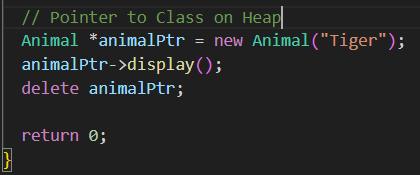 // Pointer to Class on Heap
Animal *animalPtr = new Animal("Tiger");
animalPtr->display();
delete animalPtr;
return 0;
}